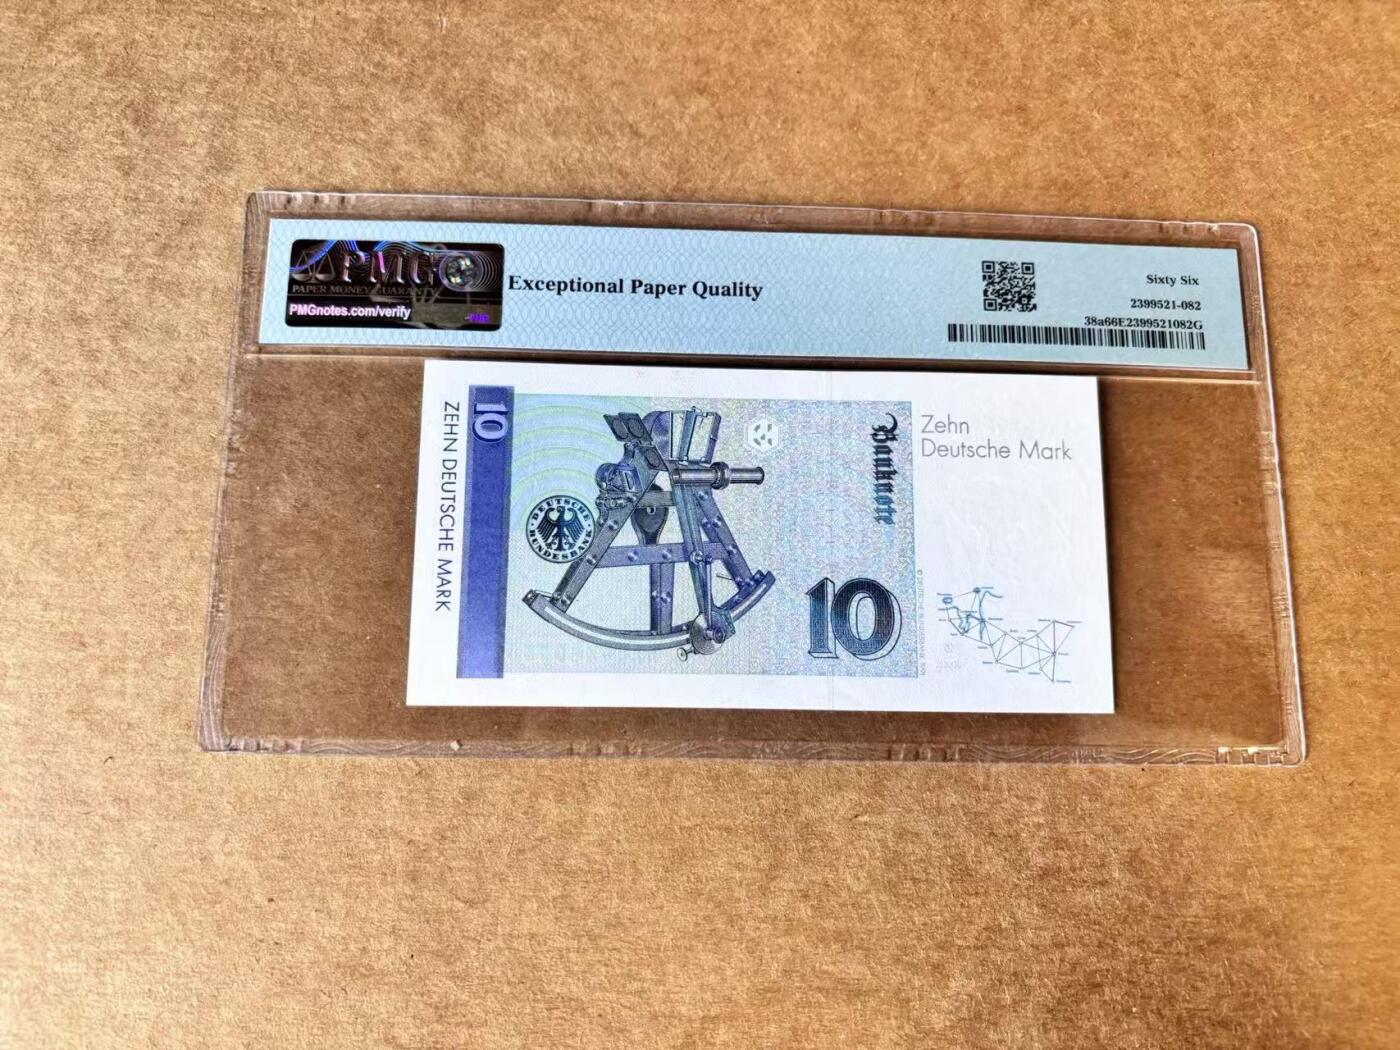 PMG
PAPER MONEY GUARANTY
PMGnotes.com/verify
Exceptional Paper Quality
Sixty Six
2399521-082
38a66E2399521082G
10
ZEHN DEUTSCHE MARK
DEUTSCHE
BUNDESBANK
Banknote
10
Zehn
Deutsche Mark